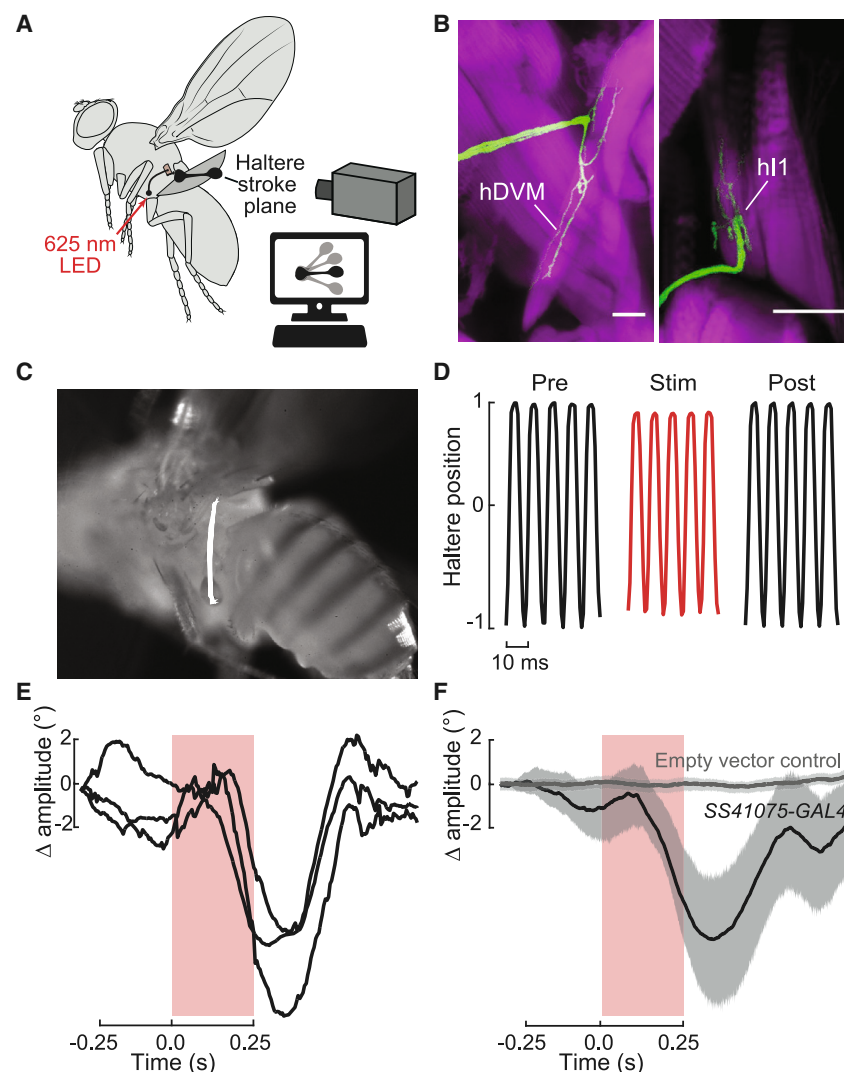 A
Haltere
stroke
plane
625 nm
LED
B
hDVM
hI1
C
D
Pre
Stim
Post
Haltere position
1
0
-1
10 ms
E
Δ amplitude (°)
2
0
-2
-0.25
0.0
0.25
Time (s)
F
Δ amplitude (°)
2
0
-2
Empty vector control
SS41075-GAL4
-0.25
0.0
0.25
Time (s)